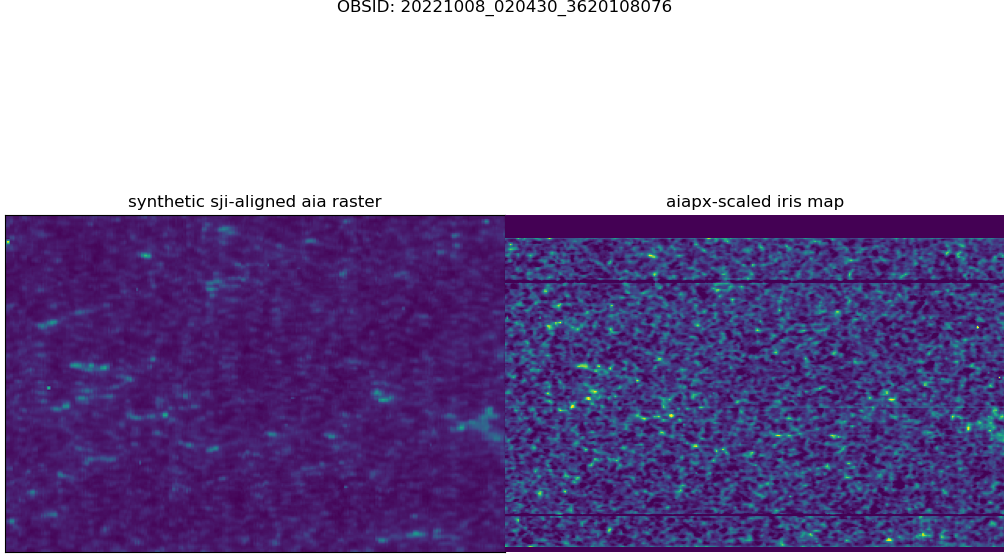 OBSID: 20221008_020430_3620108076
synthetic sji-aligned aia raster
aiapx-scaled iris map